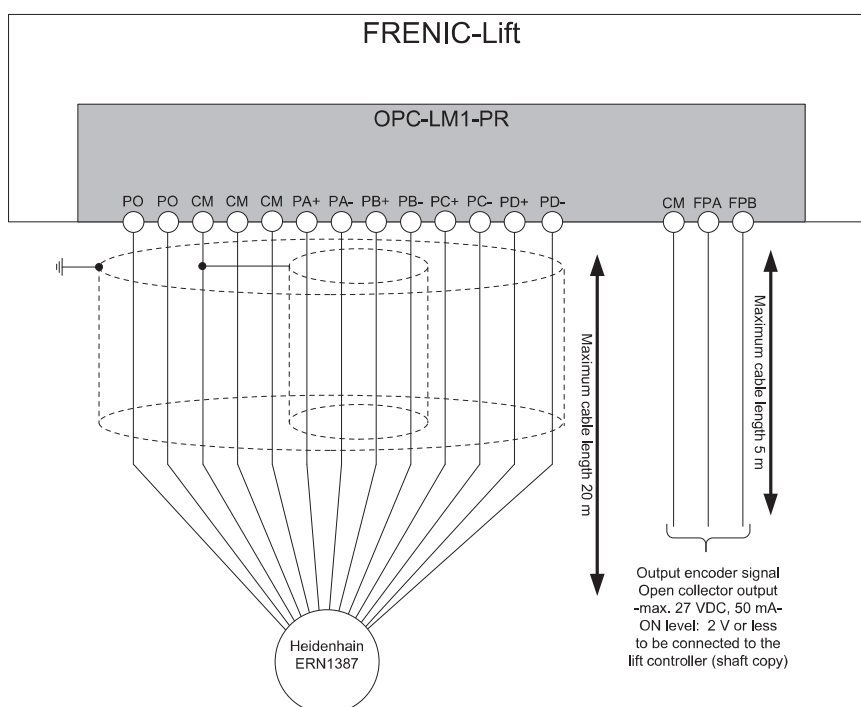 FRENIC-Lift
OPC-LM1-PR
PO PO CM CM CM PA+ PA- PB+ PB- PC+ PC- PD+ PD- CM FPA FPB
Maximum cable length 20 m
Maximum cable length 5 m
Output encoder signal
Open collector output
-max. 27 VDC, 50 mA-
ON level: 2 V or less
to be connected to the
lift controller (shaft copy)
Heidenhain
ERN1387